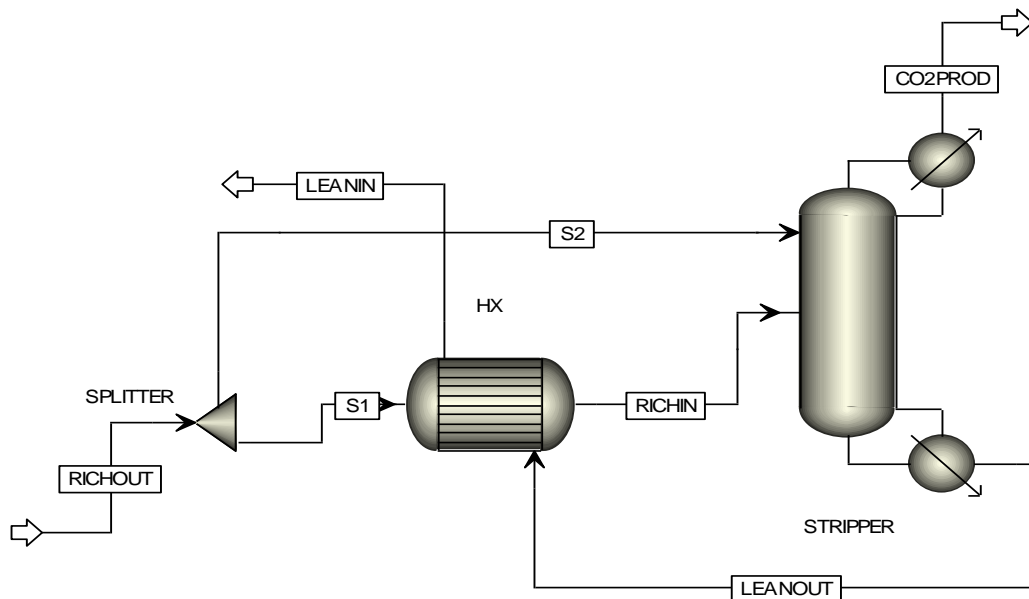 CO2PROD
LEANIN
S2
HX
SPLITTER
S1
RICHIN
RICHOUT
STRIPPER
LEANOUT